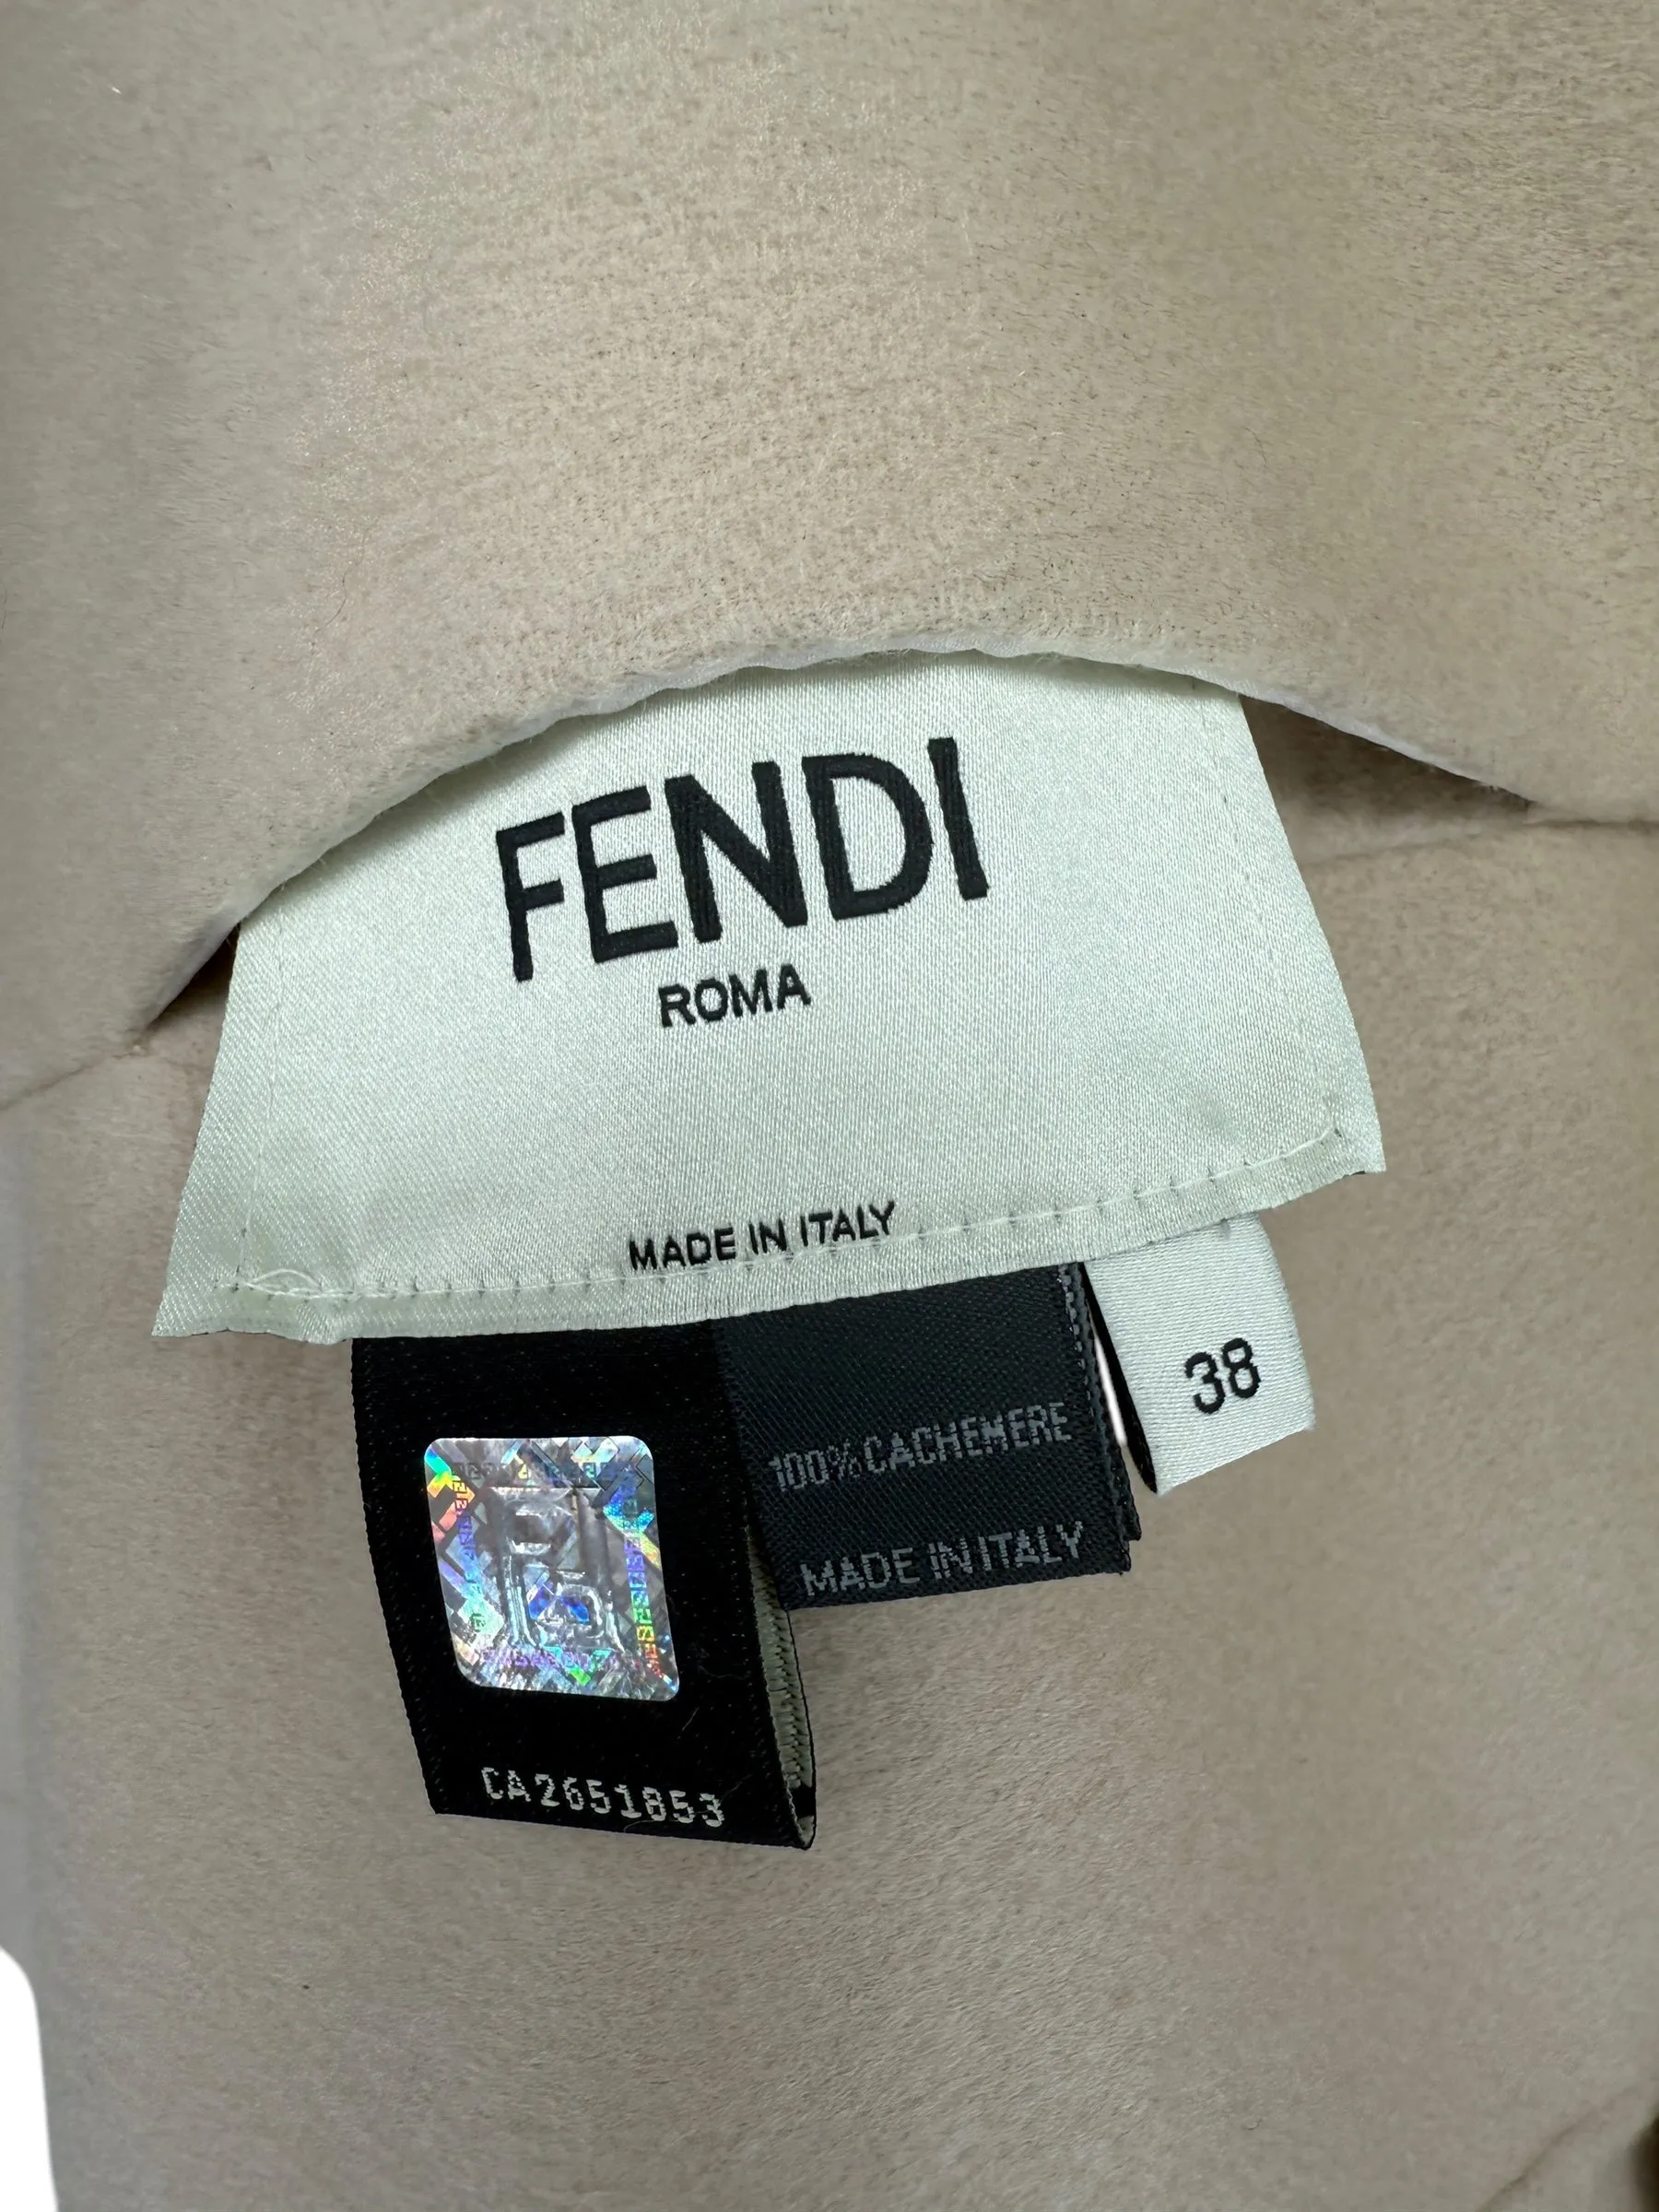 FENDI
ROMA
MADE IN ITALY
38
100%CACHEMERE
MADE IN ITALY
CA2651853